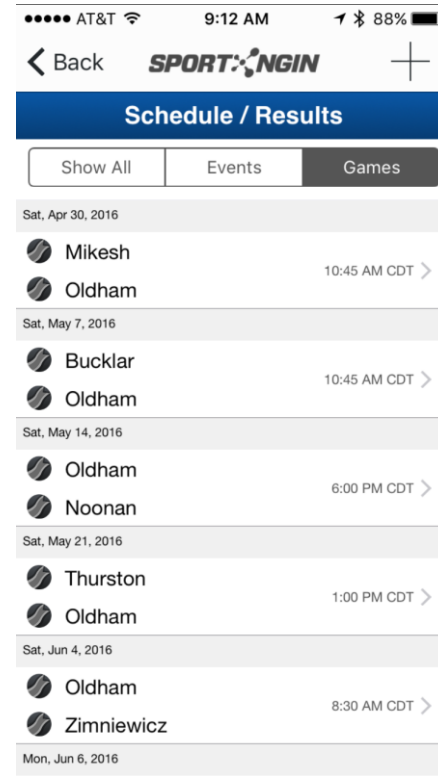 AT&T 9:12 AM 88%
Back SPORT NGIN
Schedule / Results
Show All Events Games
Sat, Apr 30, 2016
Mikesh
10:45 AM CDT
Oldham
Sat, May 7, 2016
Bucklar
10:45 AM CDT
Oldham
Sat, May 14, 2016
Oldham
6:00 PM CDT
Noonan
Sat, May 21, 2016
Thurston
1:00 PM CDT
Oldham
Sat, Jun 4, 2016
Oldham
8:30 AM CDT
Zimniewicz
Mon, Jun 6, 2016